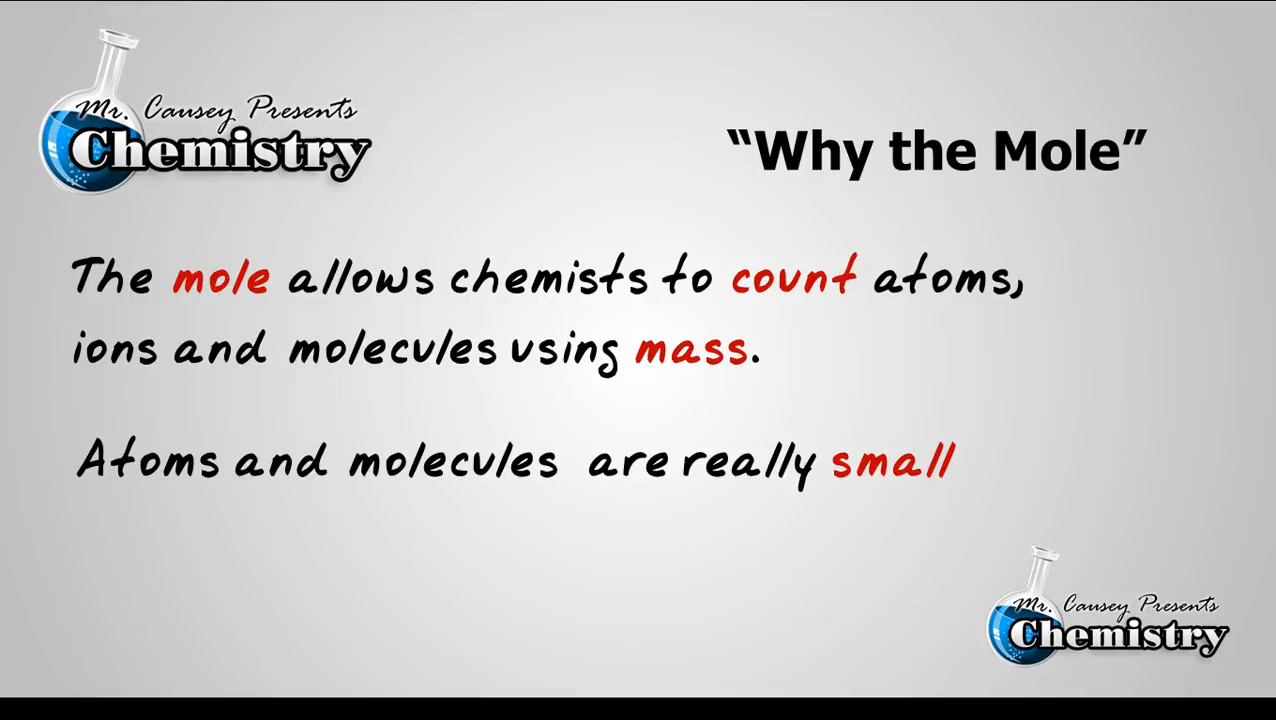 Mr. Causey Presents
Chemistry
“Why the Mole”
The mole allows chemists to count atoms,
ions and molecules using mass.
Atoms and molecules are really small
Mr. Causey Presents
Chemistry